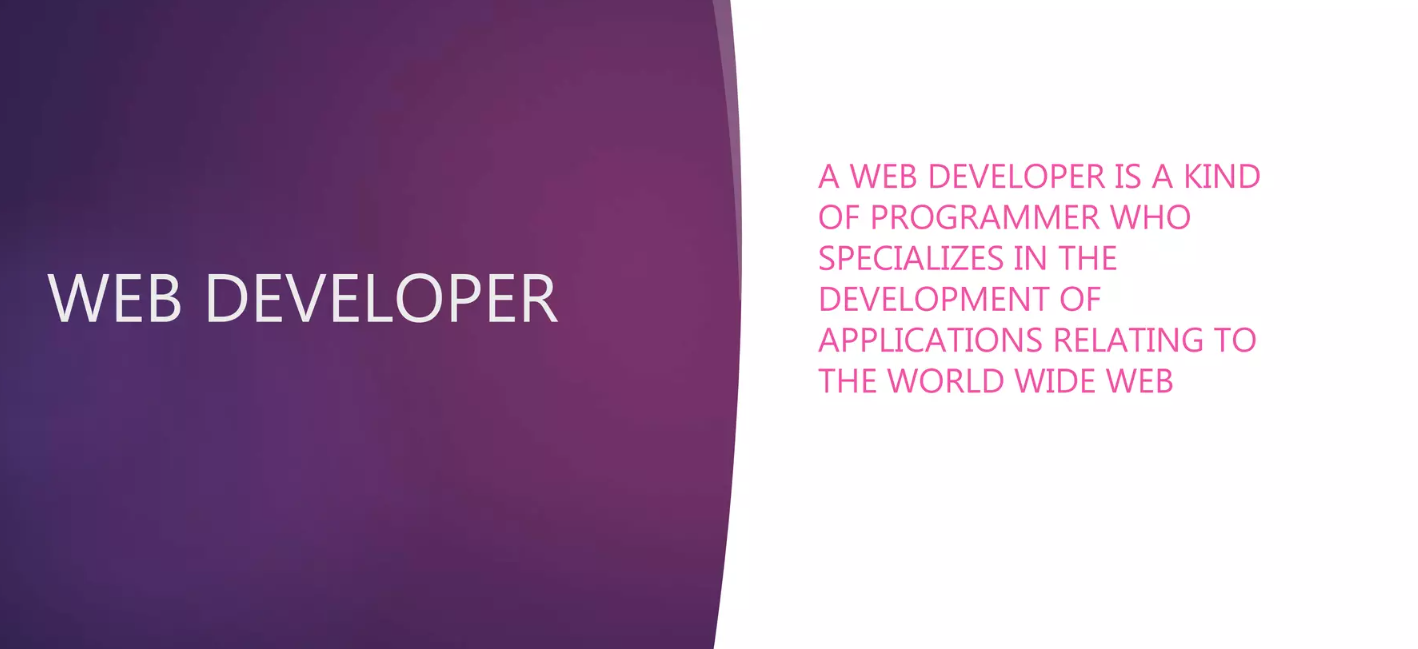 WEB DEVELOPER
A WEB DEVELOPER IS A KIND
OF PROGRAMMER WHO
SPECIALIZES IN THE
DEVELOPMENT OF
APPLICATIONS RELATING TO
THE WORLD WIDE WEB